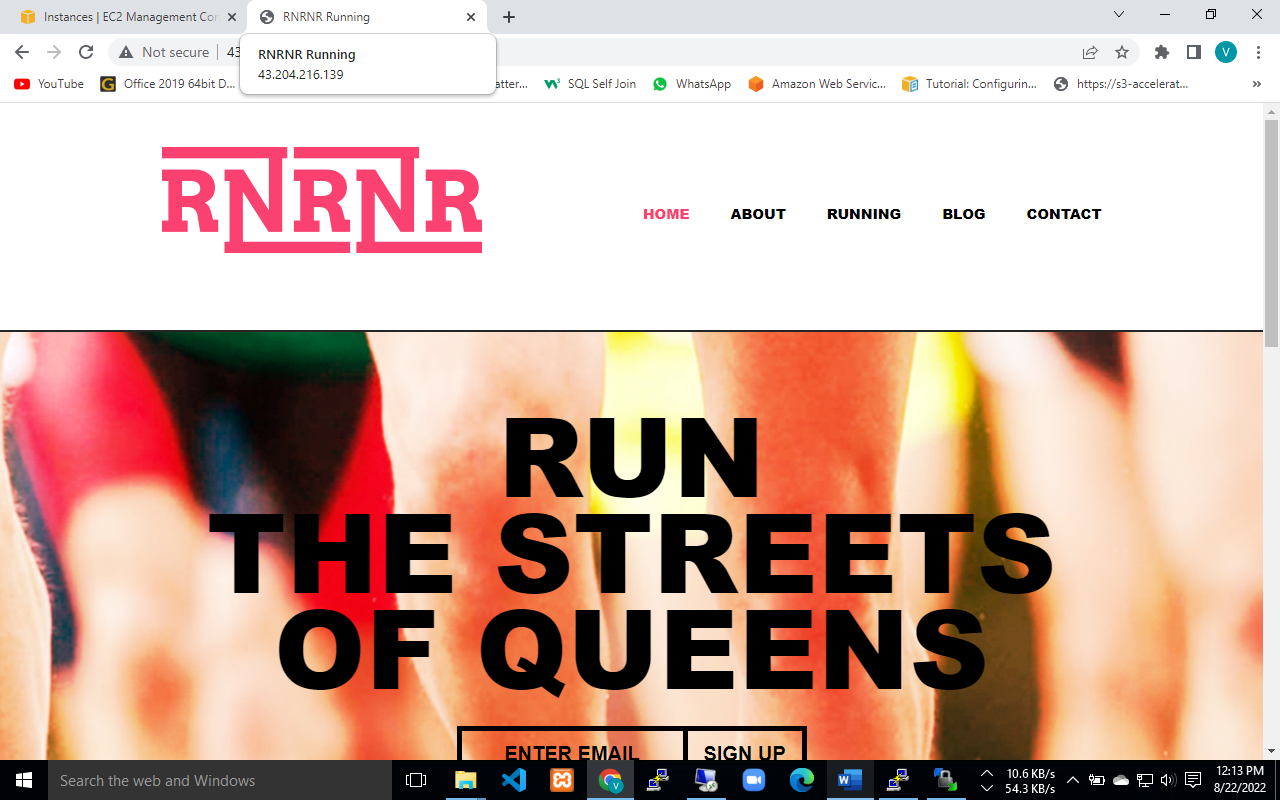 Instances | EC2 Management Con
RNRNR Running
Not secure
43
RNRNR Running
43.204.216.139
V
YouTube
Office 2019 64bit D...
atter...
SQL Self Join
WhatsApp
Amazon Web Servic...
Tutorial: Configurin...
https://s3-accelerat...
»
RNRNR
HOME
ABOUT
RUNNING
BLOG
CONTACT
RUN
THE STREETS
OF QUEENS
ENTER EMAIL
SIGN UP
Search the web and Windows
10.6 KB/s
54.3 KB/s
12:13 PM
8/22/2022